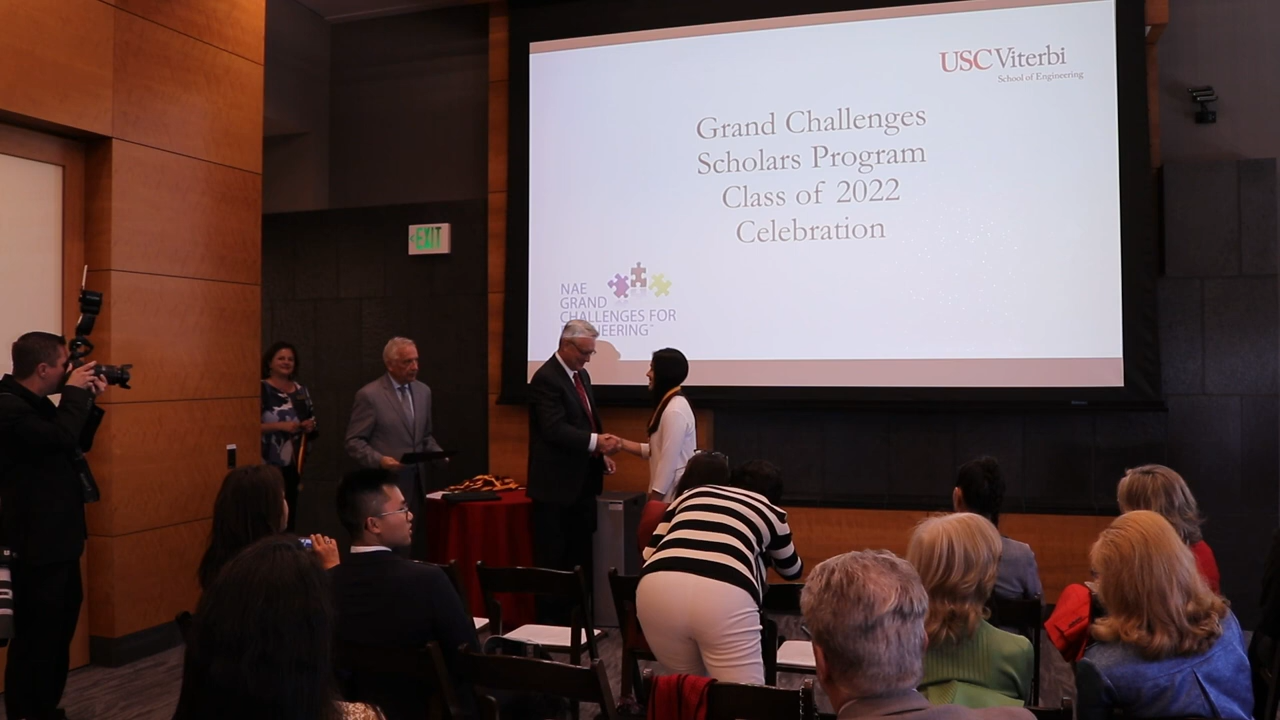 USC Viterbi
School of Engineering
Grand Challenges
Scholars Program
Class of 2022
Celebration
NAE
GRAND
CHALLENGES FOR
EXIT